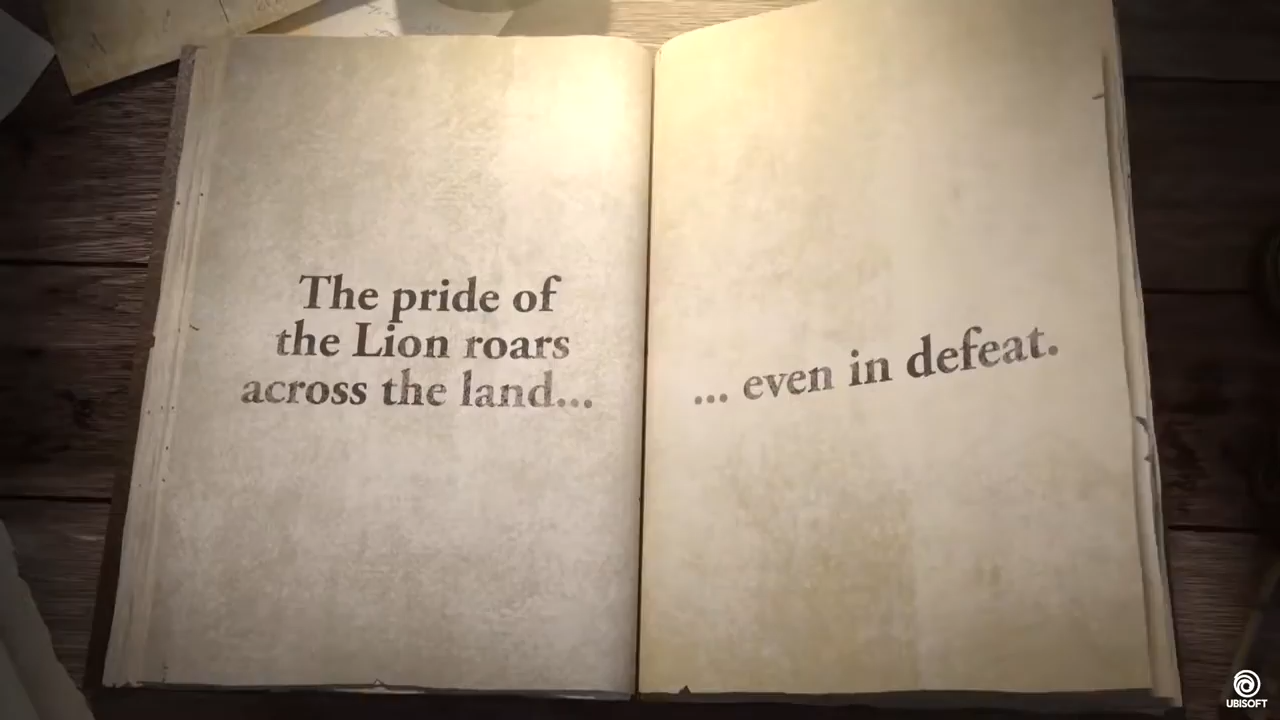 The pride of
the Lion roars
across the land...
... even in defeat.
UBISOFT